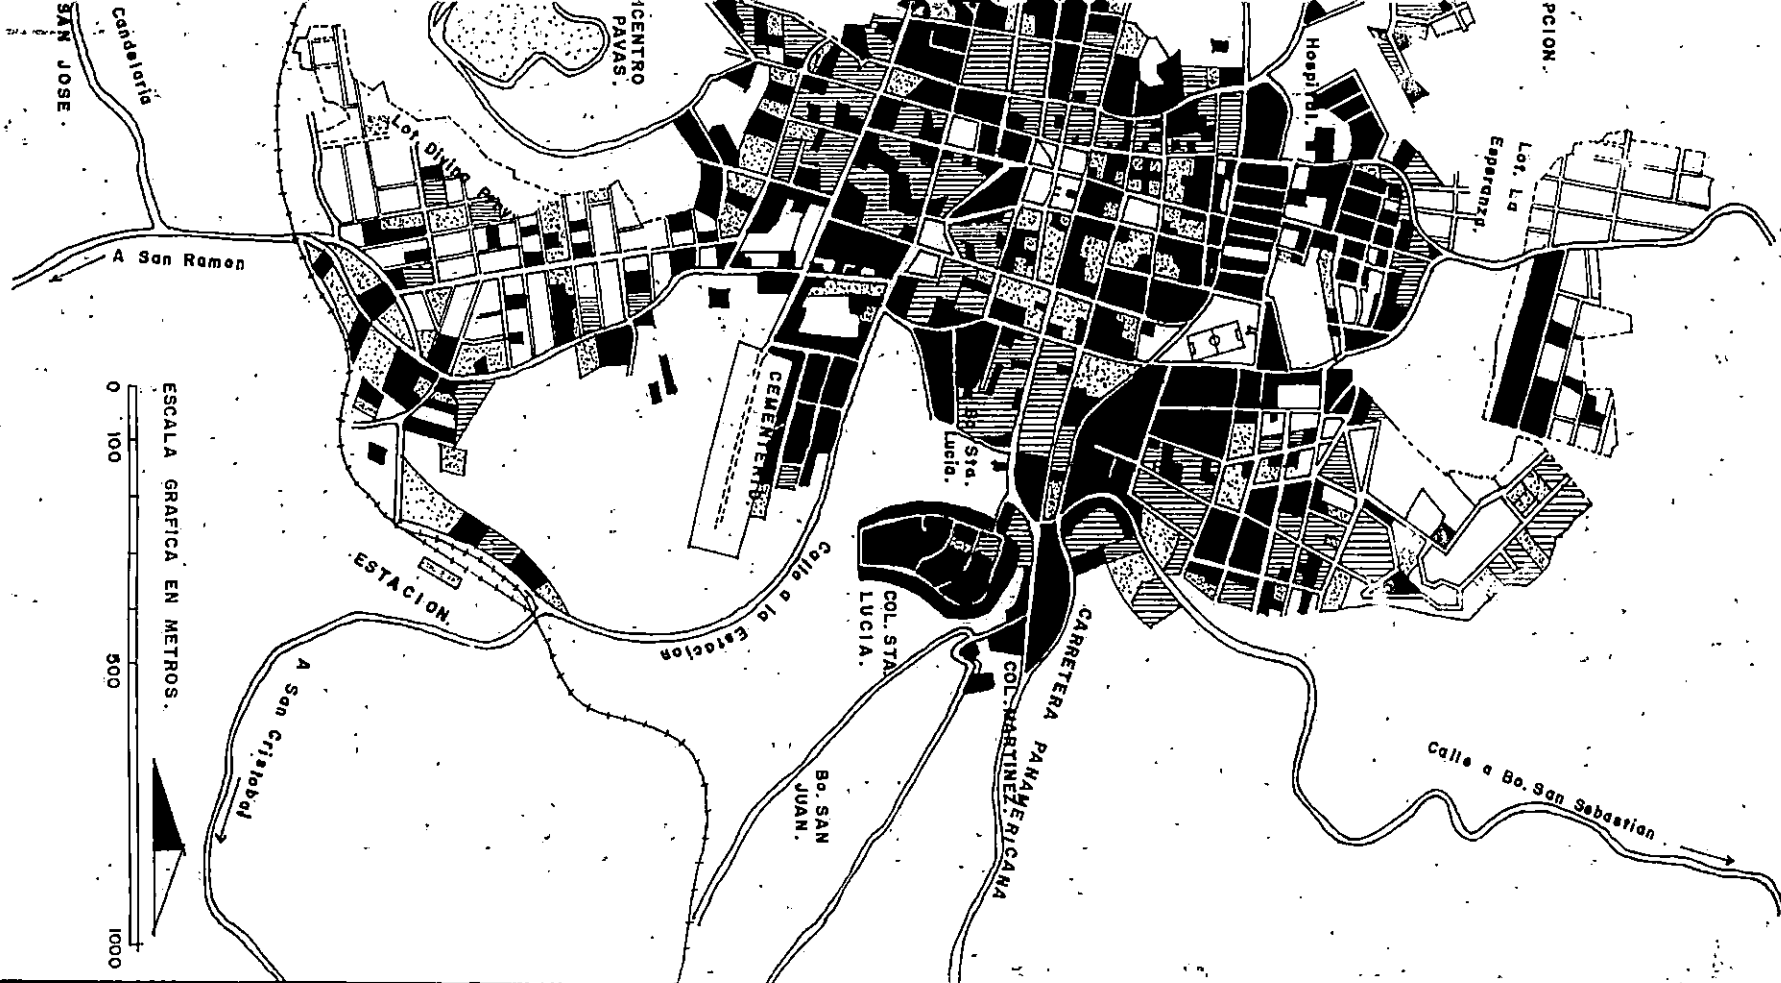 SAN JOSE.
Candelaria
ICENTRO
PAVAS.
Hospital.
PCION.
Lot. La
Esperanza.
Lot. Divina
A San Ramon
CEMENTERIO.
Bo. Sta.
Lucia.
0 100 500 1000
ESCALA GRAFICA EN METROS.
ESTACION.
Calle a la Estacion
COL. STA.
LUCIA.
A San Cristobal
Bo. SAN
JUAN.
COL. MARTINEZ.
CARRETERA PANAMERICANA
Calle a Bo. San Sebastian